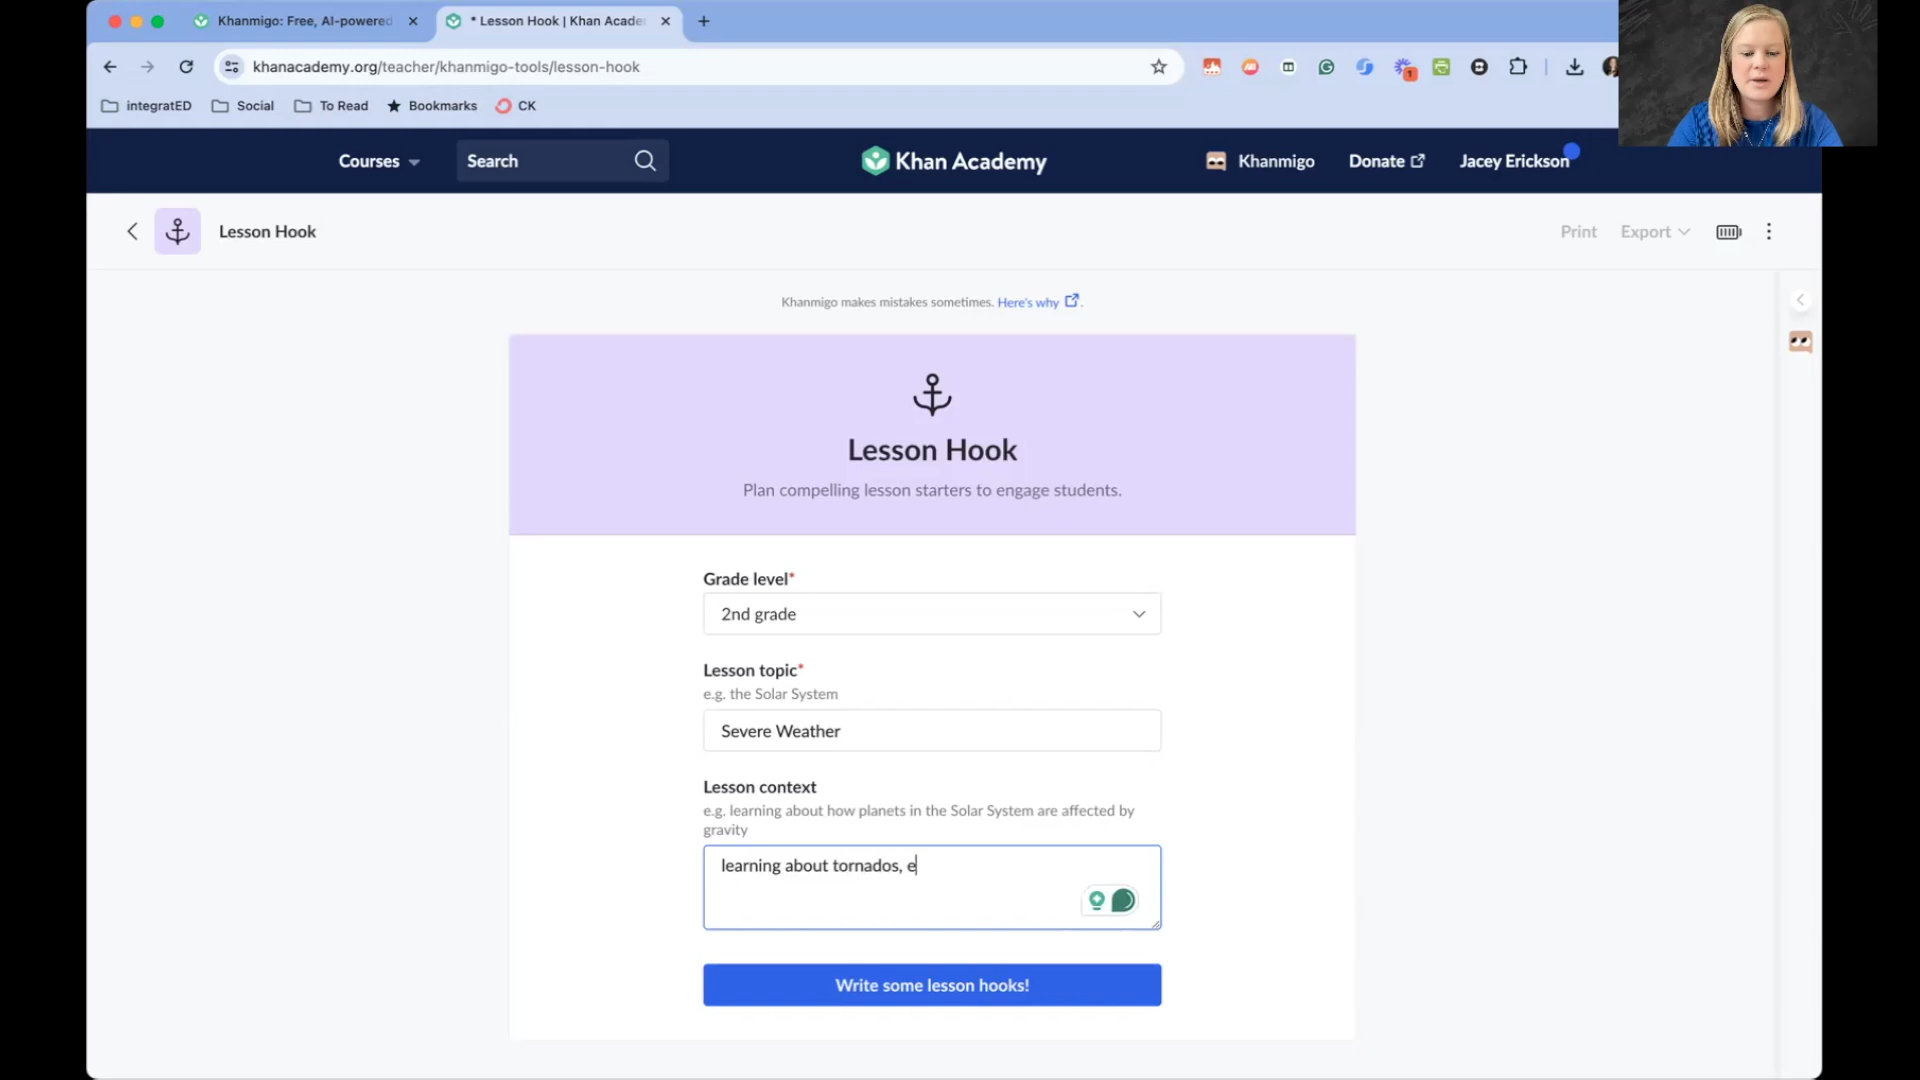 Khanmigo: Free, AI-powered
* Lesson Hook | Khan Acade
khanacademy.org/teacher/khanmigo-tools/lesson-hook
1
integratED
Social
To Read
Bookmarks
CK
Courses
Search
Khan Academy
Khanmigo
Donate
Jacey Erickson
Lesson Hook
Print
Export
Khanmigo makes mistakes sometimes. Here's why.
Lesson Hook
Plan compelling lesson starters to engage students.
Grade level*
2nd grade
Lesson topic*
e.g. the Solar System
Severe Weather
Lesson context
e.g. learning about how planets in the Solar System are affected by
gravity
learning about tornados, e
Write some lesson hooks!